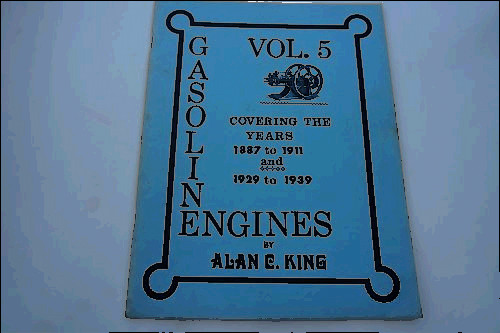 GASOLINE
VOL. 5
COVERING THE
YEARS
1887 to 1911
and
1929 to 1939
ENGINES
BY
ALAN C. KING